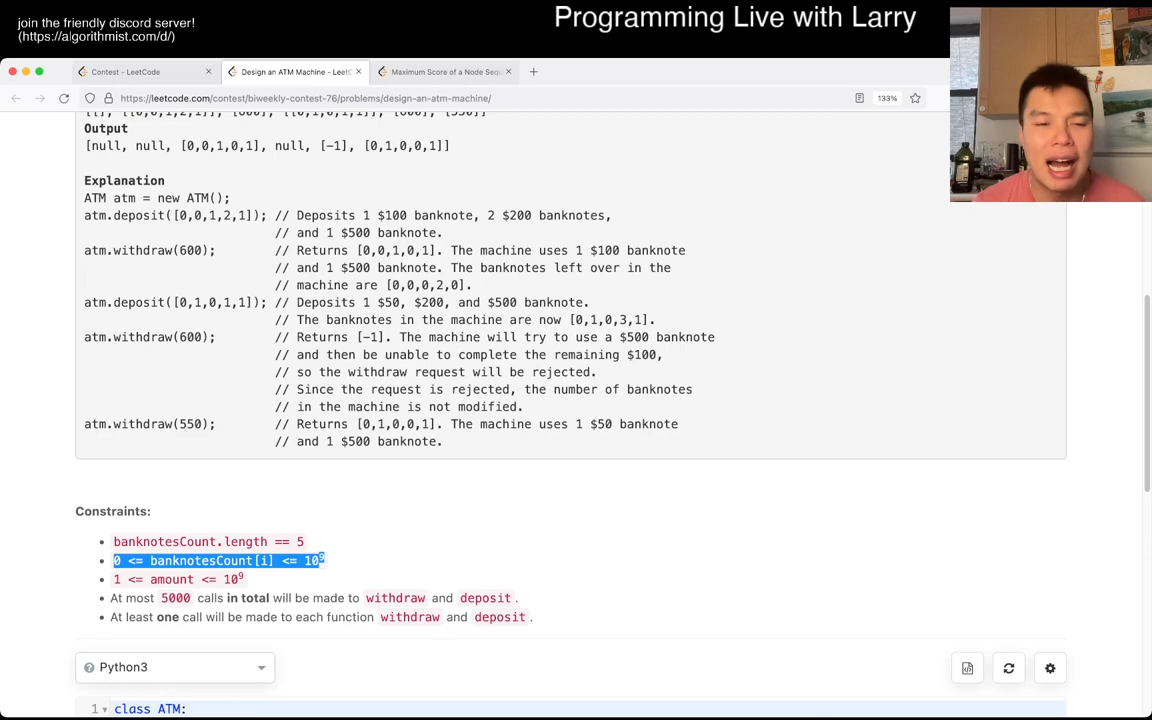 join the friendly discord server!
(https://algorithmist.com/d/)
Programming Live with Larry
Contest - LeetCode
Design an ATM Machine - LeetC
Maximum Score of a Node Sequ
https://leetcode.com/contest/biweekly-contest-76/problems/design-an-atm-machine/
133%
Output
[null, null, [0,0,1,0,1], null, [-1], [0,1,0,0,1]]
Explanation
ATM atm = new ATM();
atm.deposit([0,0,1,2,1]); // Deposits 1 $100 banknote, 2 $200 banknotes,
// and 1 $500 banknote.
atm.withdraw(600); // Returns [0,0,1,0,1]. The machine uses 1 $100 banknote
// and 1 $500 banknote. The banknotes left over in the
// machine are [0,0,0,2,0].
atm.deposit([0,1,0,1,1]); // Deposits 1 $50, $200, and $500 banknote.
// The banknotes in the machine are now [0,1,0,3,1].
atm.withdraw(600); // Returns [-1]. The machine will try to use a $500 banknote
// and then be unable to complete the remaining $100,
// so the withdraw request will be rejected.
// Since the request is rejected, the number of banknotes
// in the machine is not modified.
atm.withdraw(550); // Returns [0,1,0,0,1]. The machine uses 1 $50 banknote
// and 1 $500 banknote.
Constraints:
banknotesCount.length == 5
0 <= banknotesCount[i] <= 10⁹
1 <= amount <= 10⁹
At most 5000 calls in total will be made to withdraw and deposit.
At least one call will be made to each function withdraw and deposit.
Python3
1 class ATM: